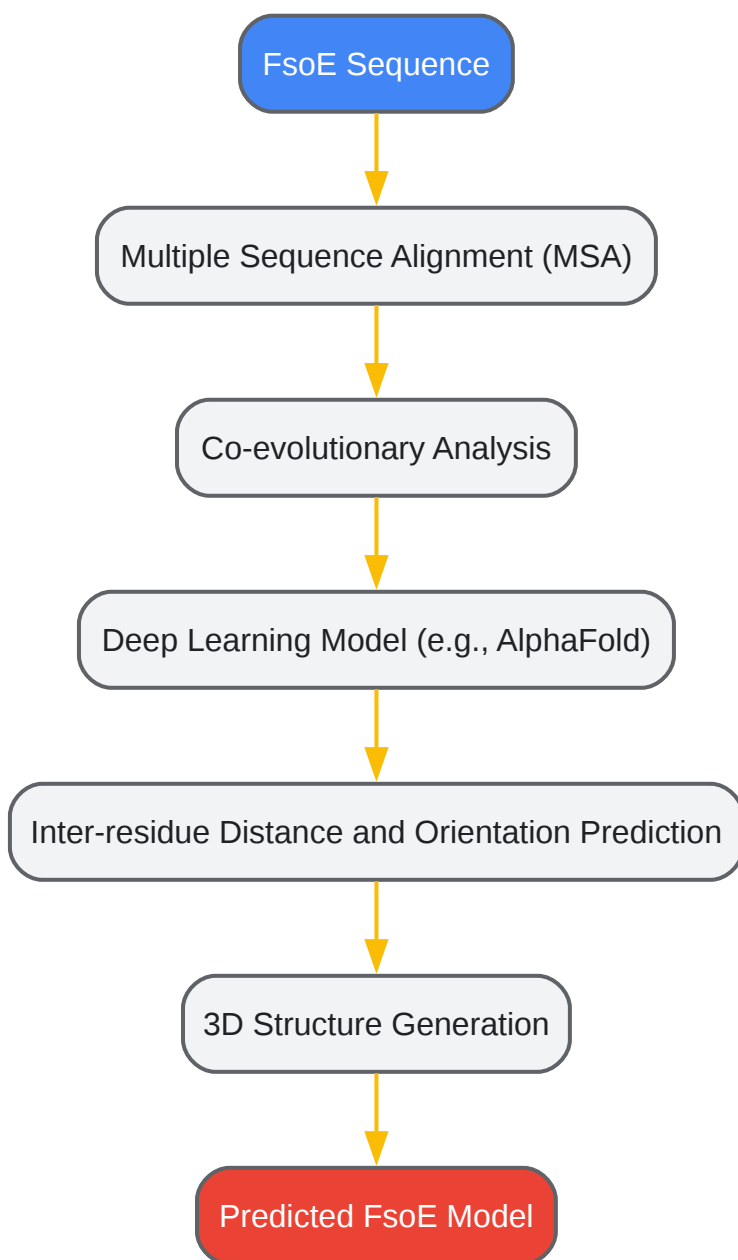 FsoE Sequence
Multiple Sequence Alignment (MSA)
Co-evolutionary Analysis
Deep Learning Model (e.g., AlphaFold)
Inter-residue Distance and Orientation Prediction
3D Structure Generation
Predicted FsoE Model